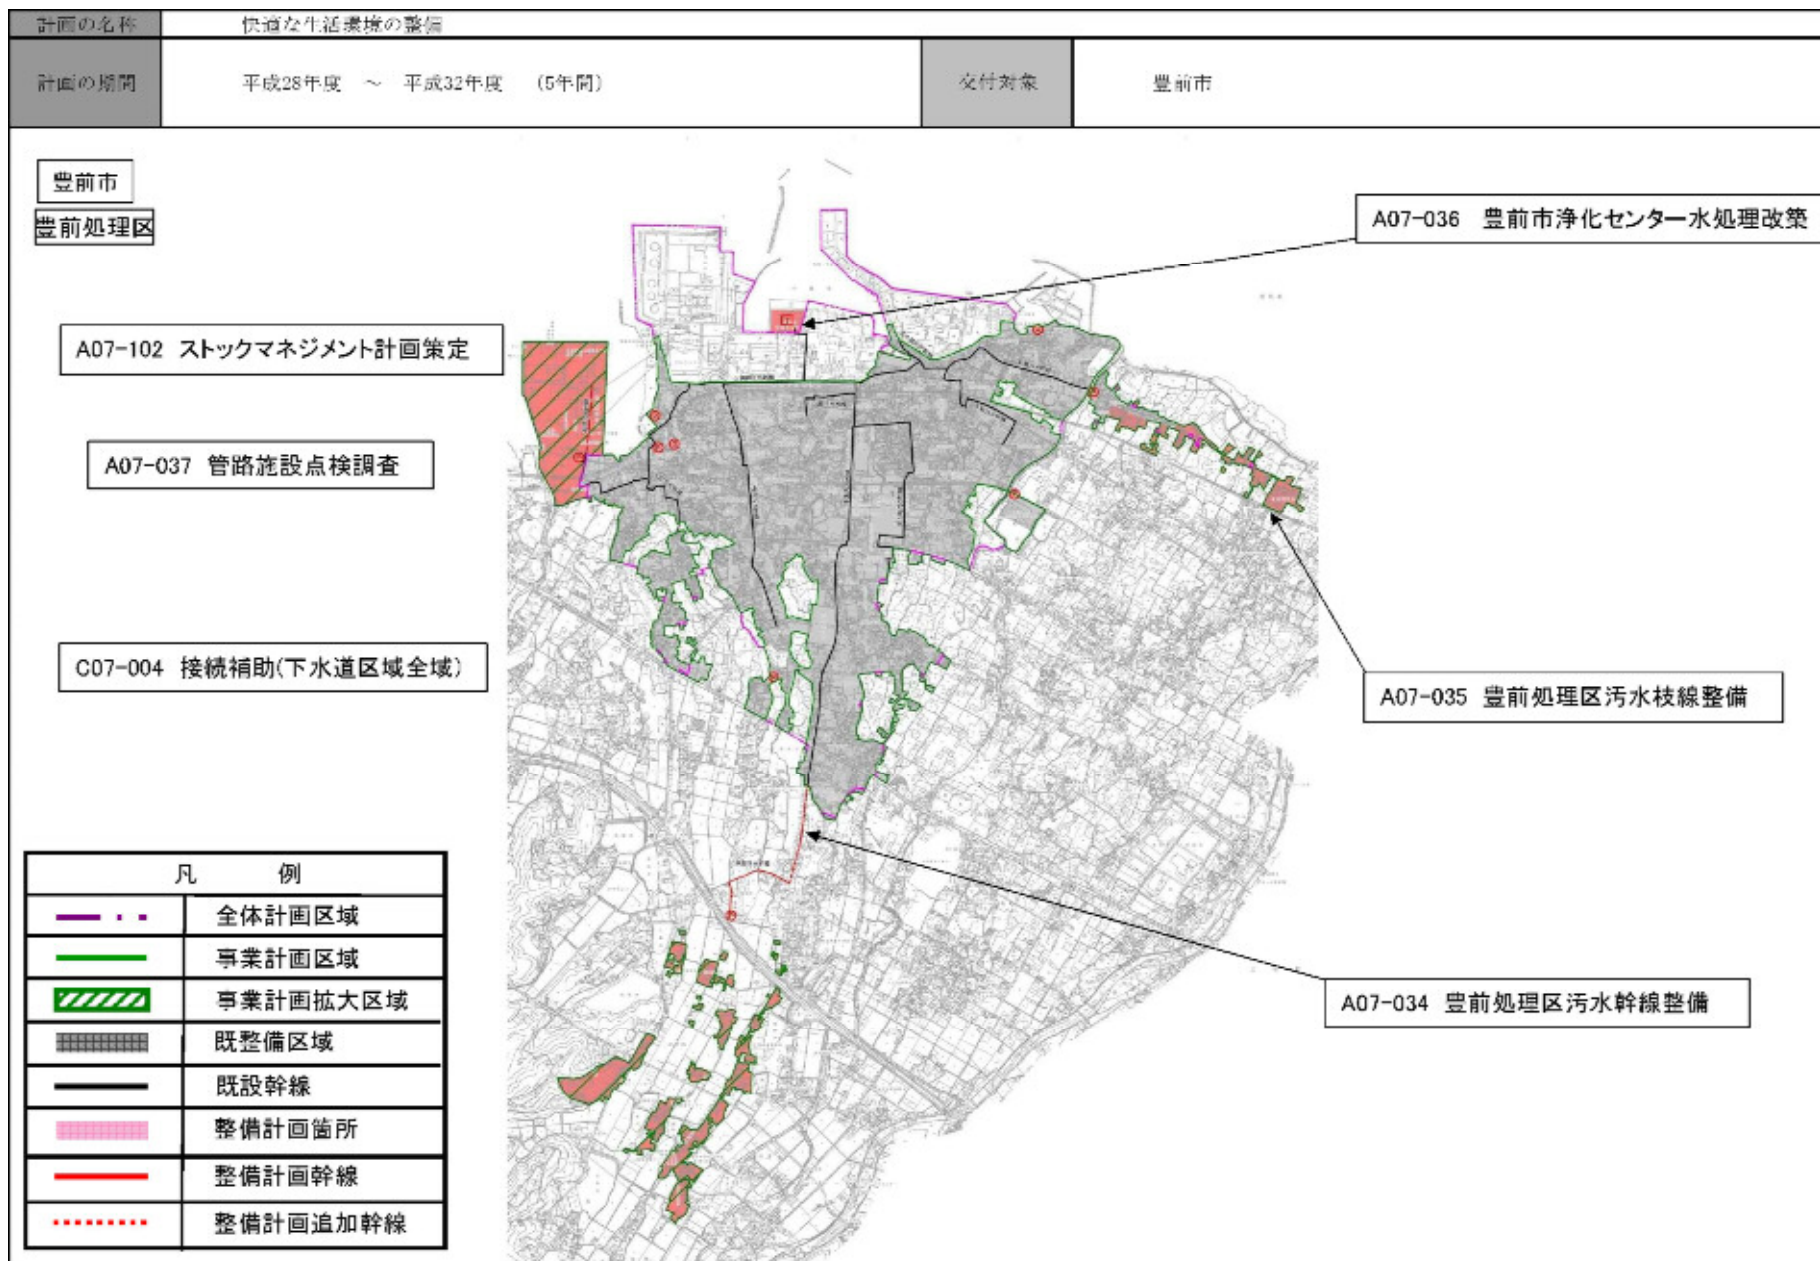 計画の名称 快適な生活環境の整備
計画の期間 平成28年度 ～ 平成32年度 (5年間) 交付対象 豊前市
豊前市
豊前処理区
A07-036 豊前市浄化センター水処理改築
A07-102 ストックマネジメント計画策定
A07-037 管路施設点検調査
C07-004 接続補助(下水道区域全域)
A07-035 豊前処理区汚水枝線整備
A07-034 豊前処理区汚水幹線整備
凡 例
全体計画区域
事業計画区域
事業計画拡大区域
既整備区域
既設幹線
整備計画箇所
整備計画幹線
整備計画追加幹線